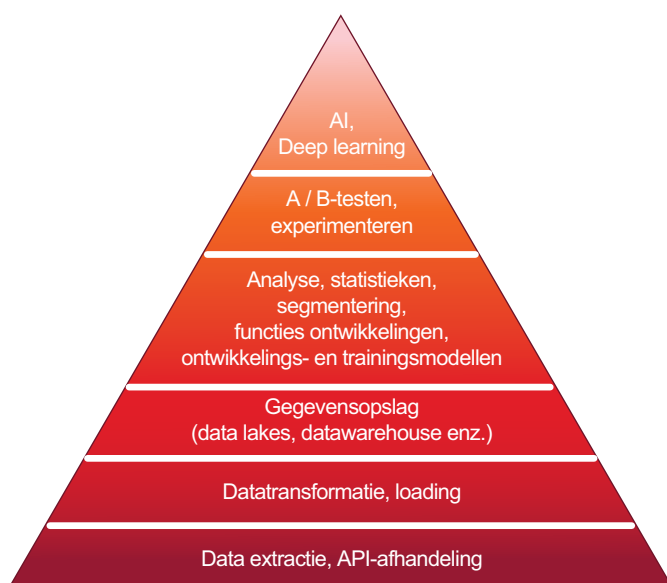 AI,
Deep learning
A / B-testen,
experimenteren
Analyse, statistieken,
segmentering,
functies ontwikkelingen,
ontwikkelings- en trainingsmodellen
Gegevensopslag
(data lakes, datawarehouse enz.)
Datatransformatie, loading
Data extractie, API-afhandeling